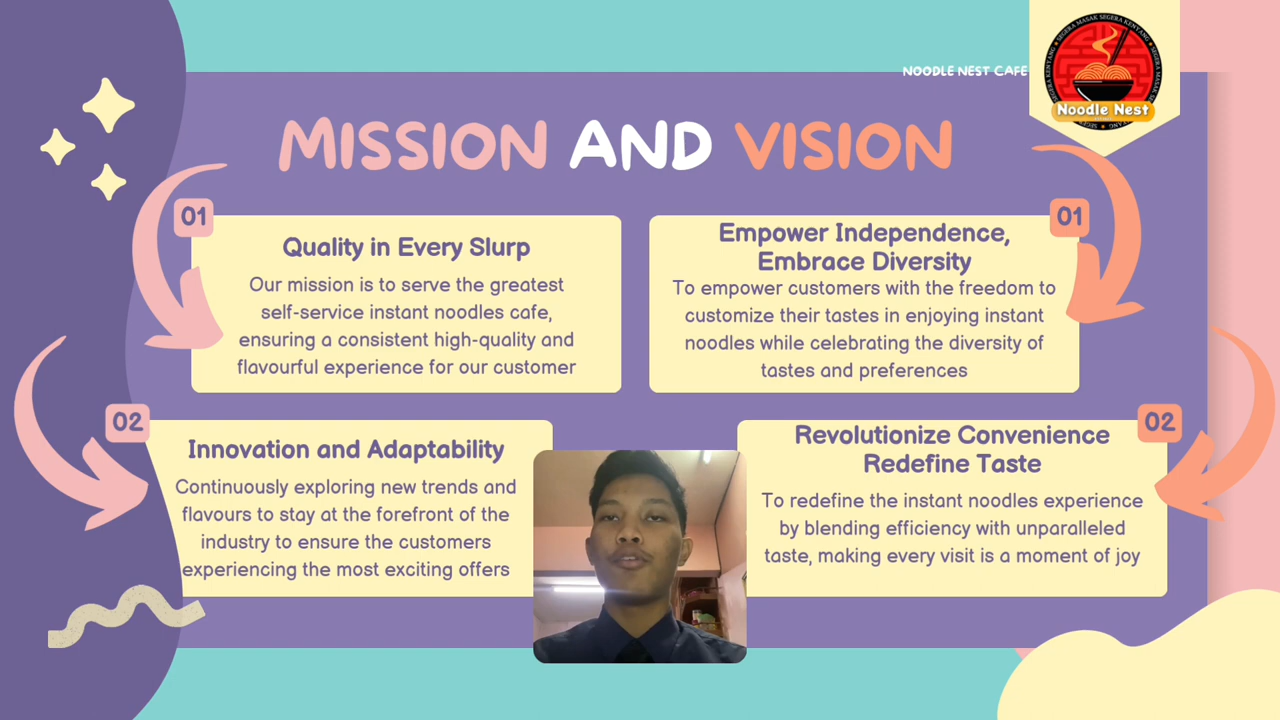 NOODLE NEST CAFE
SEGERA MASAK SEGERA KENYANG
Noodle Nest
MISSION AND VISION
01
Quality in Every Slurp
Our mission is to serve the greatest
self-service instant noodles cafe,
ensuring a consistent high-quality and
flavourful experience for our customer
01
Empower Independence,
Embrace Diversity
To empower customers with the freedom to
customize their tastes in enjoying instant
noodles while celebrating the diversity of
tastes and preferences
02
Innovation and Adaptability
Continuously exploring new trends and
flavours to stay at the forefront of the
industry to ensure the customers
experiencing the most exciting offers
02
Revolutionize Convenience
Redefine Taste
To redefine the instant noodles experience
by blending efficiency with unparalleled
taste, making every visit is a moment of joy